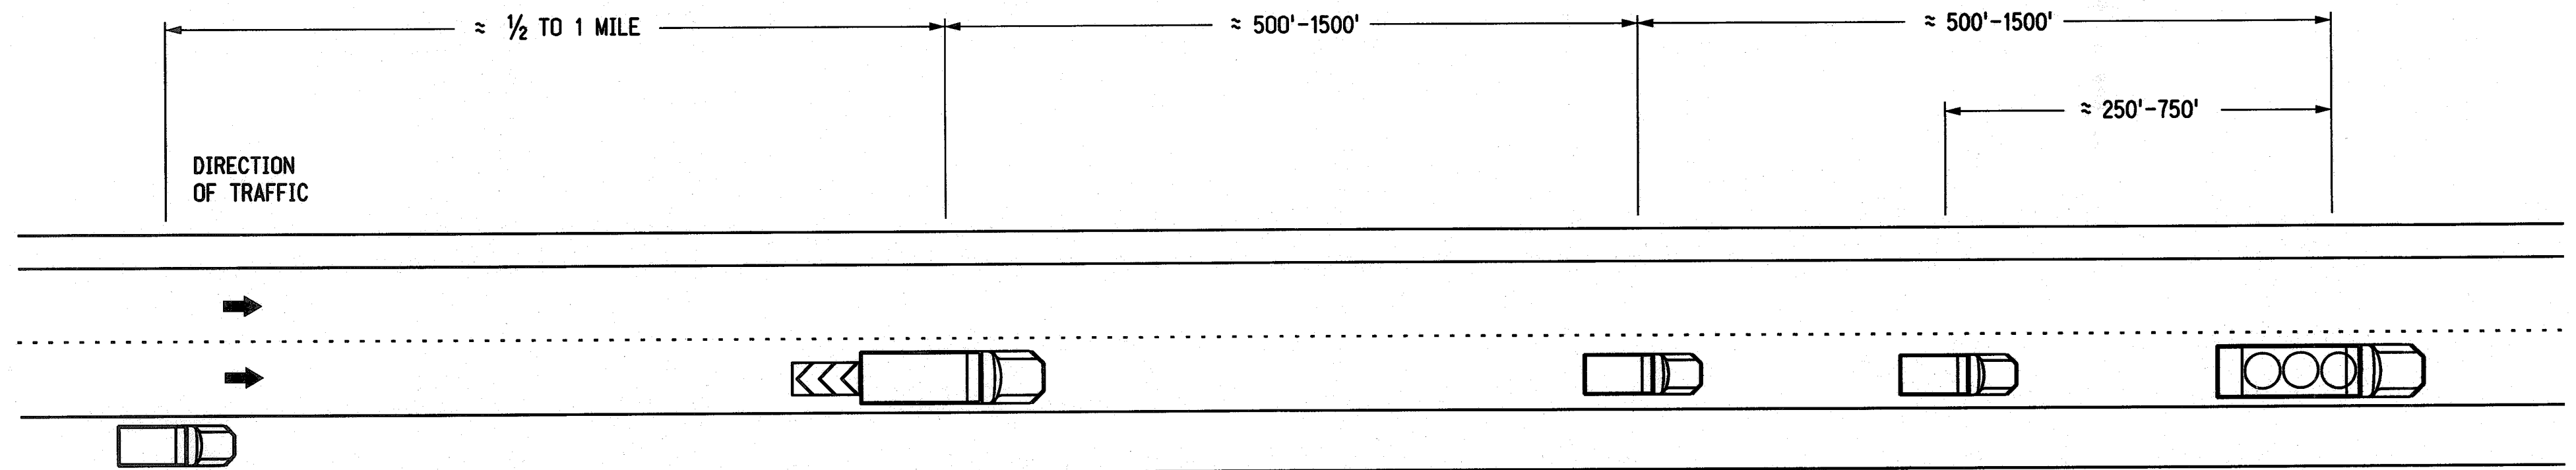 ≈ ½ TO 1 MILE
≈ 500'-1500'
≈ 500'-1500'
≈ 250'-750'
DIRECTION
OF TRAFFIC